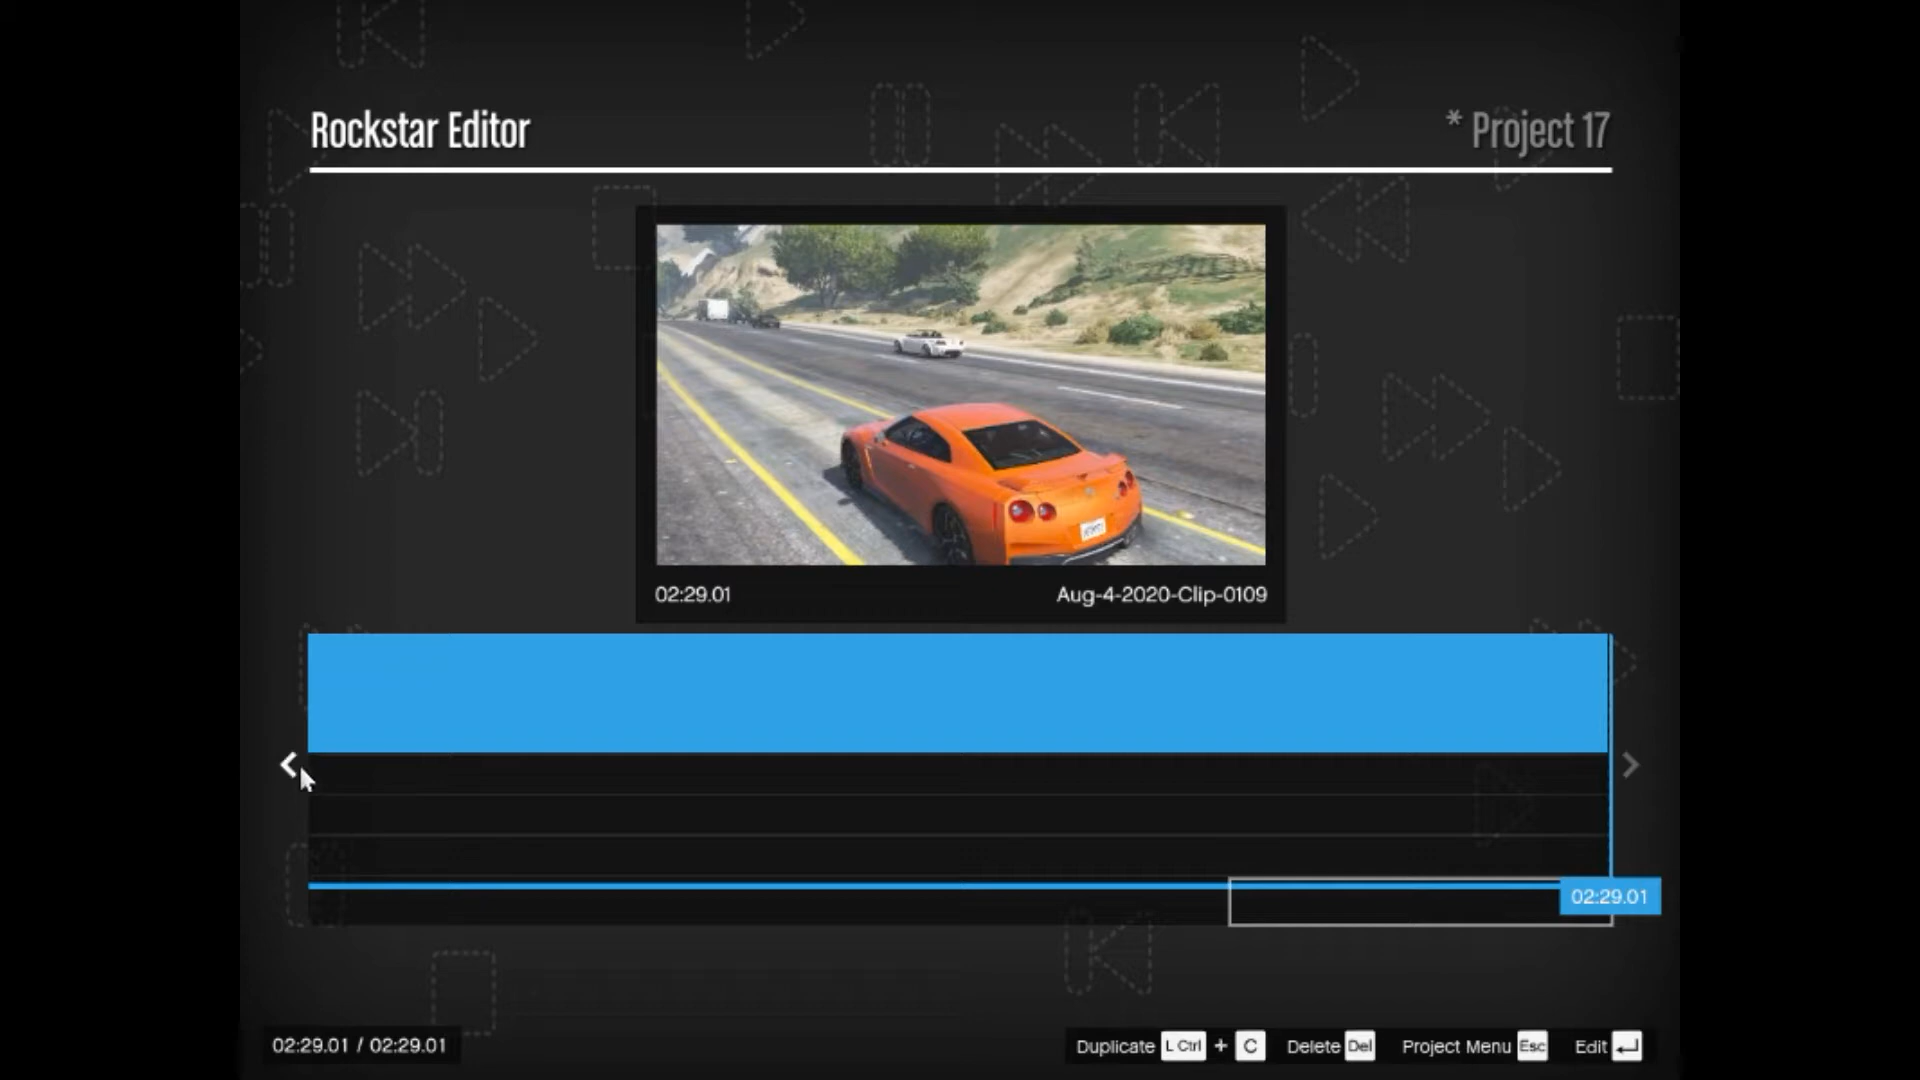 Rockstar Editor
* Project 17
02:29.01
Aug-4-2020-Clip-0109
02:29.01
02:29.01 / 02:29.01
Duplicate L Ctrl + C Delete Del Project Menu Esc Edit